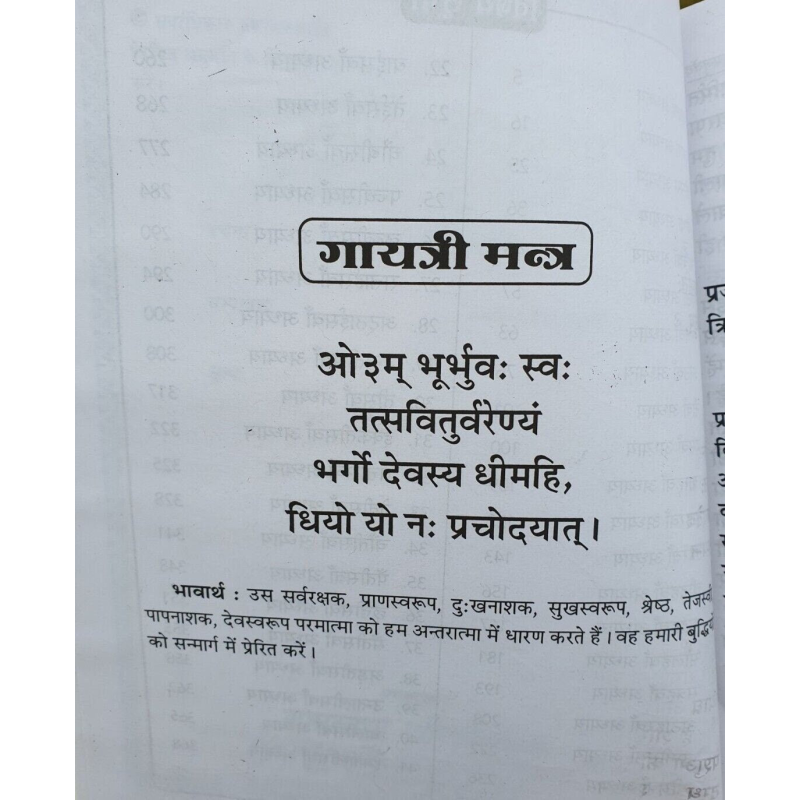 गायत्री मन्त्र
ओ३म् भूर्भुवः स्वः
तत्सवितुर्वरेण्यं
भर्गो देवस्य धीमहि,
धियो यो नः प्रचोदयात्।
भावार्थ : उस सर्वरक्षक, प्राणस्वरूप, दुःखनाशक, सुखस्वरूप, श्रेष्ठ, तेजस्वी
पापनाशक, देवस्वरूप परमात्मा को हम अन्तरात्मा में धारण करते हैं। वह हमारी
को सन्मार्ग में प्रेरित करें।